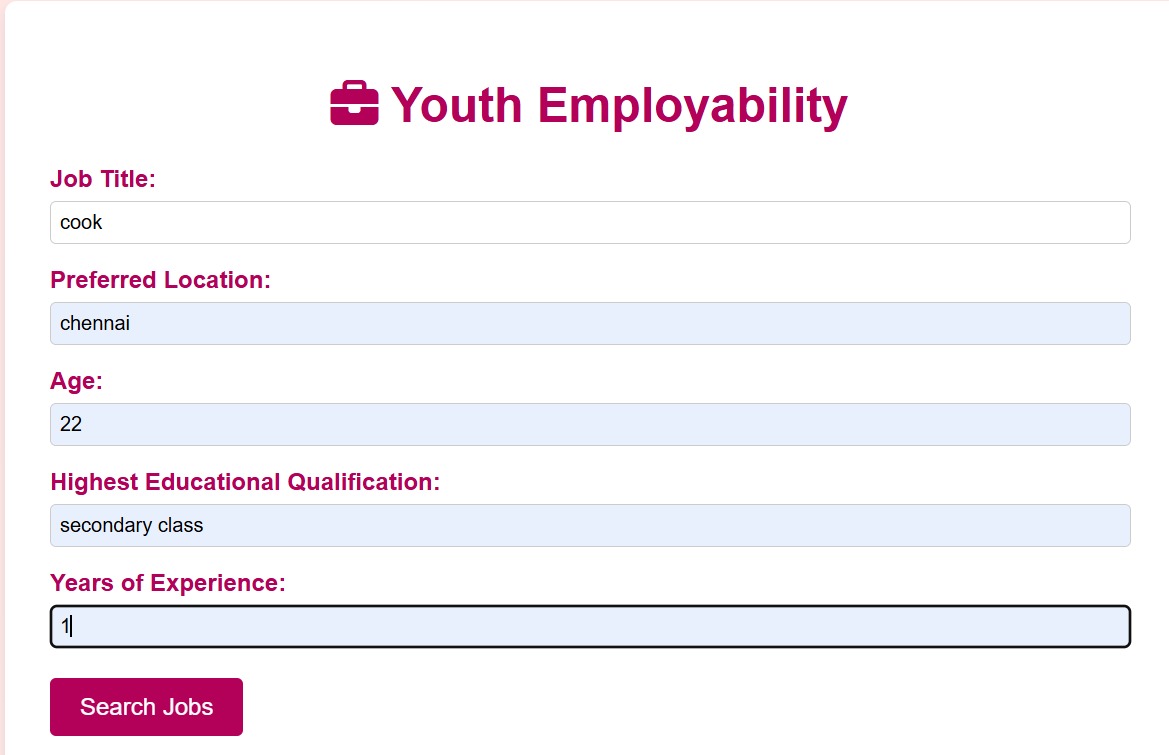 Youth Employability
Job Title:
cook
Preferred Location:
chennai
Age:
22
Highest Educational Qualification:
secondary class
Years of Experience:
1
Search Jobs